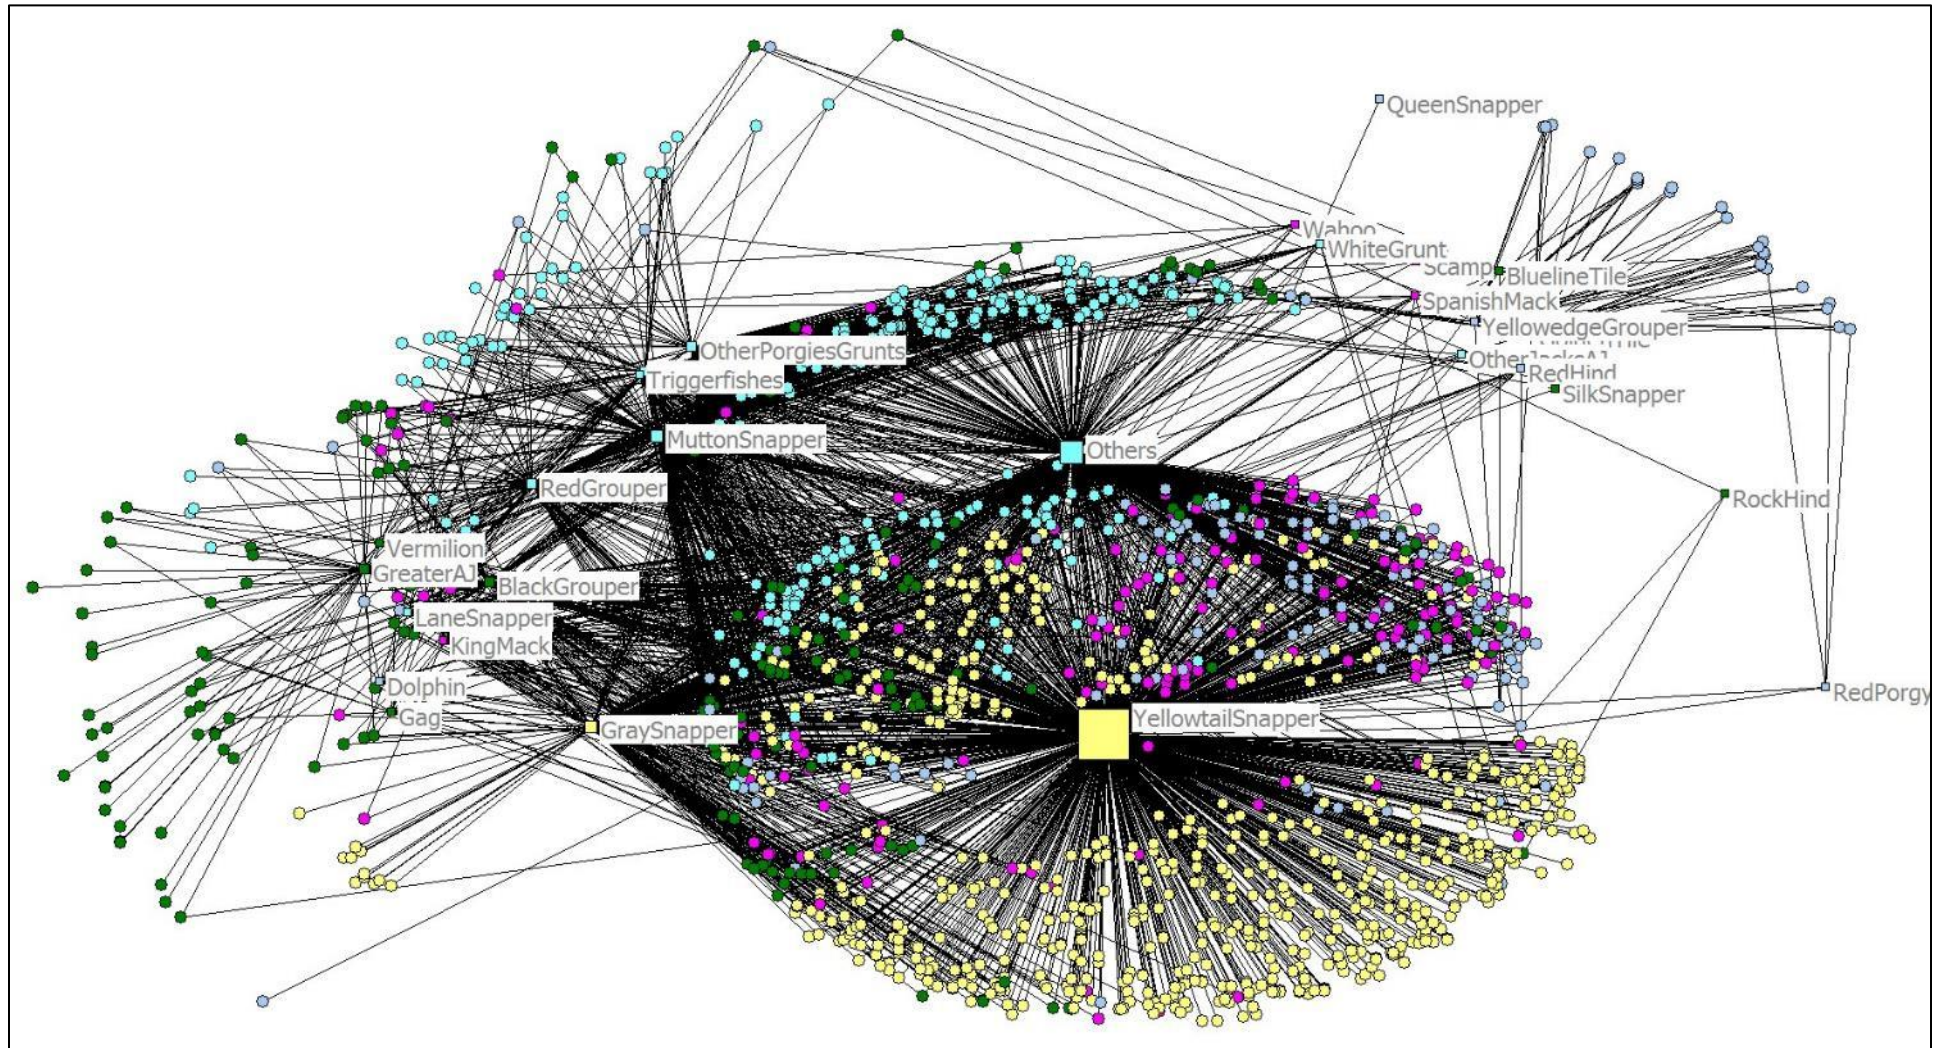 QueenSnapper
Wahoo
WhiteGrunt
Scamp
BluelineTile
SpanishMack
YellowedgeGrouper
OtherJacksAJ
RedHind
SilkSnapper
OtherPorgiesGrunts
Triggerfishes
MuttonSnapper
Others
RedGrouper
RockHind
Vermilion
GreaterAJ
BlackGrouper
LaneSnapper
KingMack
Dolphin
Gag
GraySnapper
YellowtailSnapper
RedPorgy